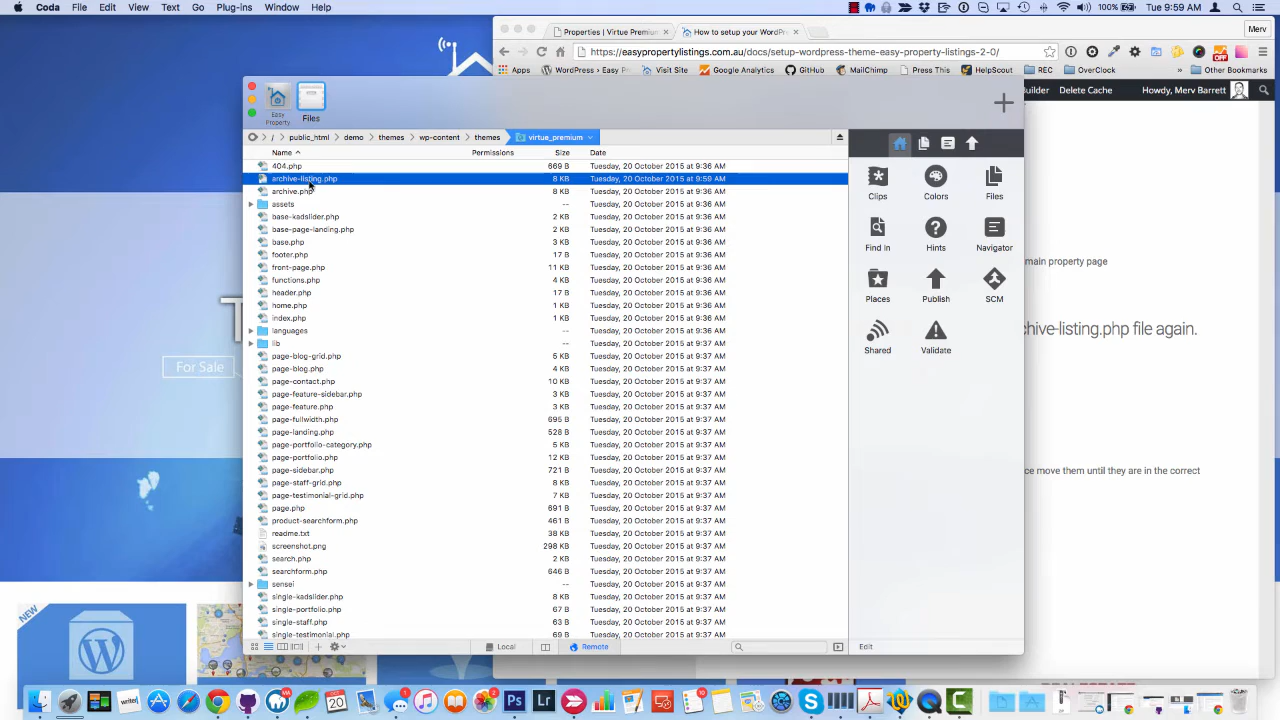 Coda File Edit View Text Go Plug-ins Window Help
100% Tue 9:59 AM
Properties | Virtue Premium
How to setup your WordPr
Merv
https://easypropertylistings.com.au/docs/setup-wordpress-theme-easy-property-listings-2-0/
OFF
Apps WordPress › Easy P Visit Site Google Analytics GitHub MailChimp Press This HelpScout REC OverClock » Other Bookmarks
uilder Delete Cache Howdy, Merv Barrett
Easy Property
Files
/ public_html demo themes wp-content themes virtue_premium
Name Permissions Size Date
404.php 669 B Tuesday, 20 October 2015 at 9:36 AM
archive-listing.php 8 KB Tuesday, 20 October 2015 at 9:59 AM
archive.php 8 KB Tuesday, 20 October 2015 at 9:36 AM
assets -- Tuesday, 20 October 2015 at 9:36 AM
base-kadslider.php 2 KB Tuesday, 20 October 2015 at 9:36 AM
base-page-landing.php 2 KB Tuesday, 20 October 2015 at 9:36 AM
base.php 3 KB Tuesday, 20 October 2015 at 9:36 AM
footer.php 17 B Tuesday, 20 October 2015 at 9:36 AM
front-page.php 11 KB Tuesday, 20 October 2015 at 9:36 AM
functions.php 4 KB Tuesday, 20 October 2015 at 9:36 AM
header.php 17 B Tuesday, 20 October 2015 at 9:36 AM
home.php 1 KB Tuesday, 20 October 2015 at 9:36 AM
index.php 1 KB Tuesday, 20 October 2015 at 9:36 AM
languages -- Tuesday, 20 October 2015 at 9:36 AM
lib -- Tuesday, 20 October 2015 at 9:36 AM
page-blog-grid.php 5 KB Tuesday, 20 October 2015 at 9:37 AM
page-blog.php 4 KB Tuesday, 20 October 2015 at 9:37 AM
page-contact.php 10 KB Tuesday, 20 October 2015 at 9:37 AM
page-feature-sidebar.php 3 KB Tuesday, 20 October 2015 at 9:37 AM
page-feature.php 3 KB Tuesday, 20 October 2015 at 9:37 AM
page-fullwidth.php 695 B Tuesday, 20 October 2015 at 9:37 AM
page-landing.php 528 B Tuesday, 20 October 2015 at 9:37 AM
page-portfolio-category.php 5 KB Tuesday, 20 October 2015 at 9:37 AM
page-portfolio.php 12 KB Tuesday, 20 October 2015 at 9:37 AM
page-sidebar.php 721 B Tuesday, 20 October 2015 at 9:37 AM
page-staff-grid.php 8 KB Tuesday, 20 October 2015 at 9:37 AM
page-testimonial-grid.php 7 KB Tuesday, 20 October 2015 at 9:37 AM
page.php 691 B Tuesday, 20 October 2015 at 9:37 AM
product-searchform.php 461 B Tuesday, 20 October 2015 at 9:37 AM
readme.txt 38 KB Tuesday, 20 October 2015 at 9:37 AM
screenshot.png 298 KB Tuesday, 20 October 2015 at 9:37 AM
search.php 2 KB Tuesday, 20 October 2015 at 9:37 AM
searchform.php 646 B Tuesday, 20 October 2015 at 9:37 AM
sensei -- Tuesday, 20 October 2015 at 9:37 AM
single-kadslider.php 8 KB Tuesday, 20 October 2015 at 9:37 AM
single-portfolio.php 67 B Tuesday, 20 October 2015 at 9:37 AM
single-staff.php 63 B Tuesday, 20 October 2015 at 9:37 AM
single-testimonial.php 69 B Tuesday, 20 October 2015 at 9:37 AM
Local Remote
Clips Colors Files
Find In Hints Navigator
Places Publish SCM
Shared Validate
Edit
main property page
chive-listing.php file again.
ce move them until they are in the correct
T
For Sale
NEW
write!
OCT
20
1
2
10
Ps
Lr